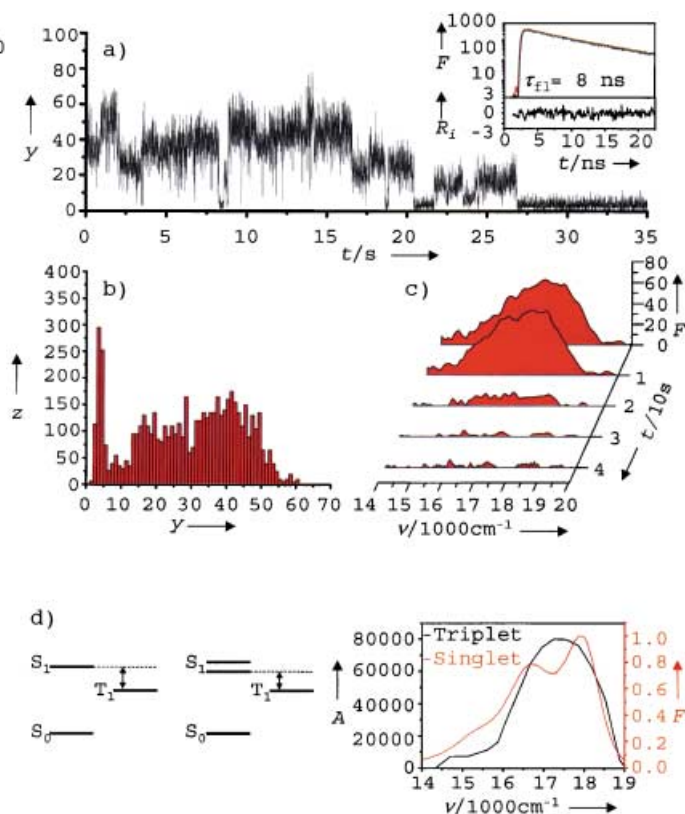 a)
y
100
80
60
40
20
0
0 5 10 15 20 25 30 35
t/s
F
1000
100
10
3
τfl = 8 ns
Ri
0
-3
0 5 10 15 20
t/ns
b)
z
400
350
300
250
200
150
100
50
0
0 10 20 30 40 50 60 70
y
c)
80
60
40
20
0
F
1
2
3
4
t/10s
14 15 16 17 18 19 20
ν/1000cm⁻¹
d)
S1
T1
S0
S1
T1
S0
80000
60000
40000
20000
0
A
-Triplet
-Singlet
1.0
0.8
0.6
0.4
0.2
0.0
F
14 15 16 17 18 19
ν/1000cm⁻¹